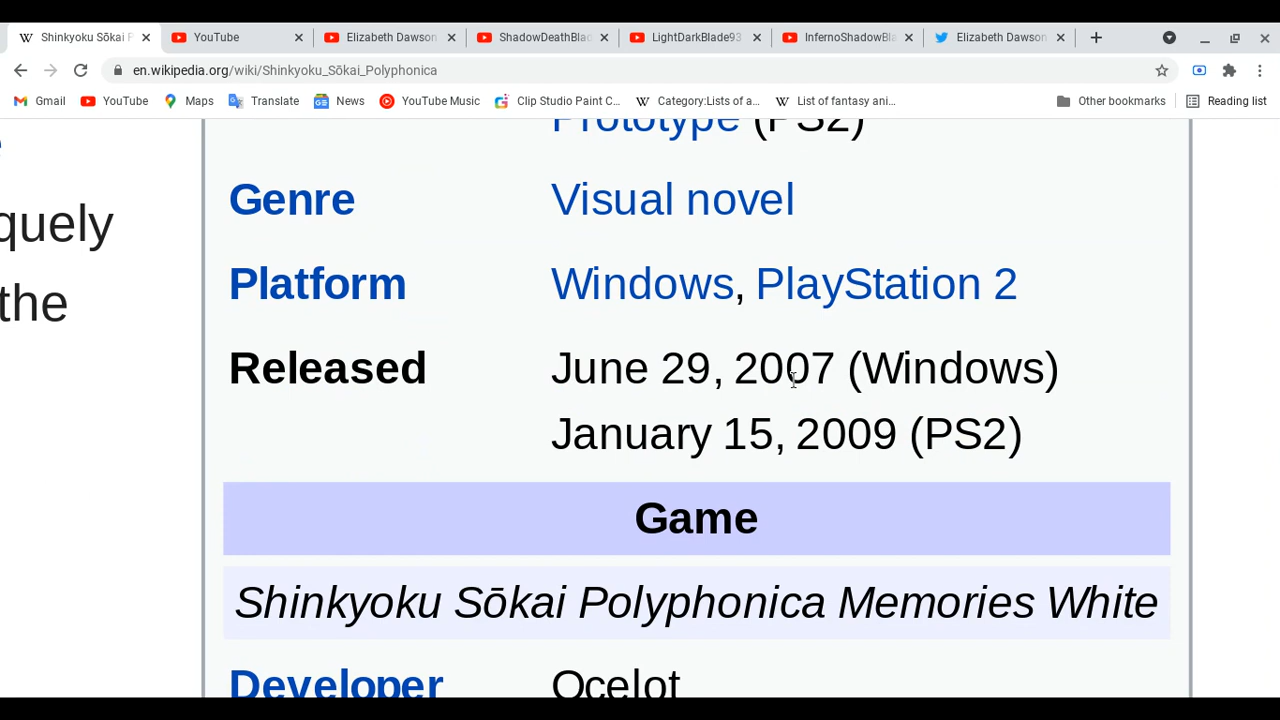 Shinkyoku Sōkai P
YouTube
Elizabeth Dawson
ShadowDeathBlad
LightDarkBlade93
InfernoShadowBla
Elizabeth Dawson
en.wikipedia.org/wiki/Shinkyoku_Sōkai_Polyphonica
Gmail
YouTube
Maps
Translate
News
YouTube Music
Clip Studio Paint C...
Category:Lists of a...
List of fantasy ani...
Other bookmarks
Reading list
Prototype (PS2)
Genre Visual novel
quely
Platform Windows, PlayStation 2
the
Released June 29, 2007 (Windows)
January 15, 2009 (PS2)
Game
Shinkyoku Sōkai Polyphonica Memories White
Developer Ocelot